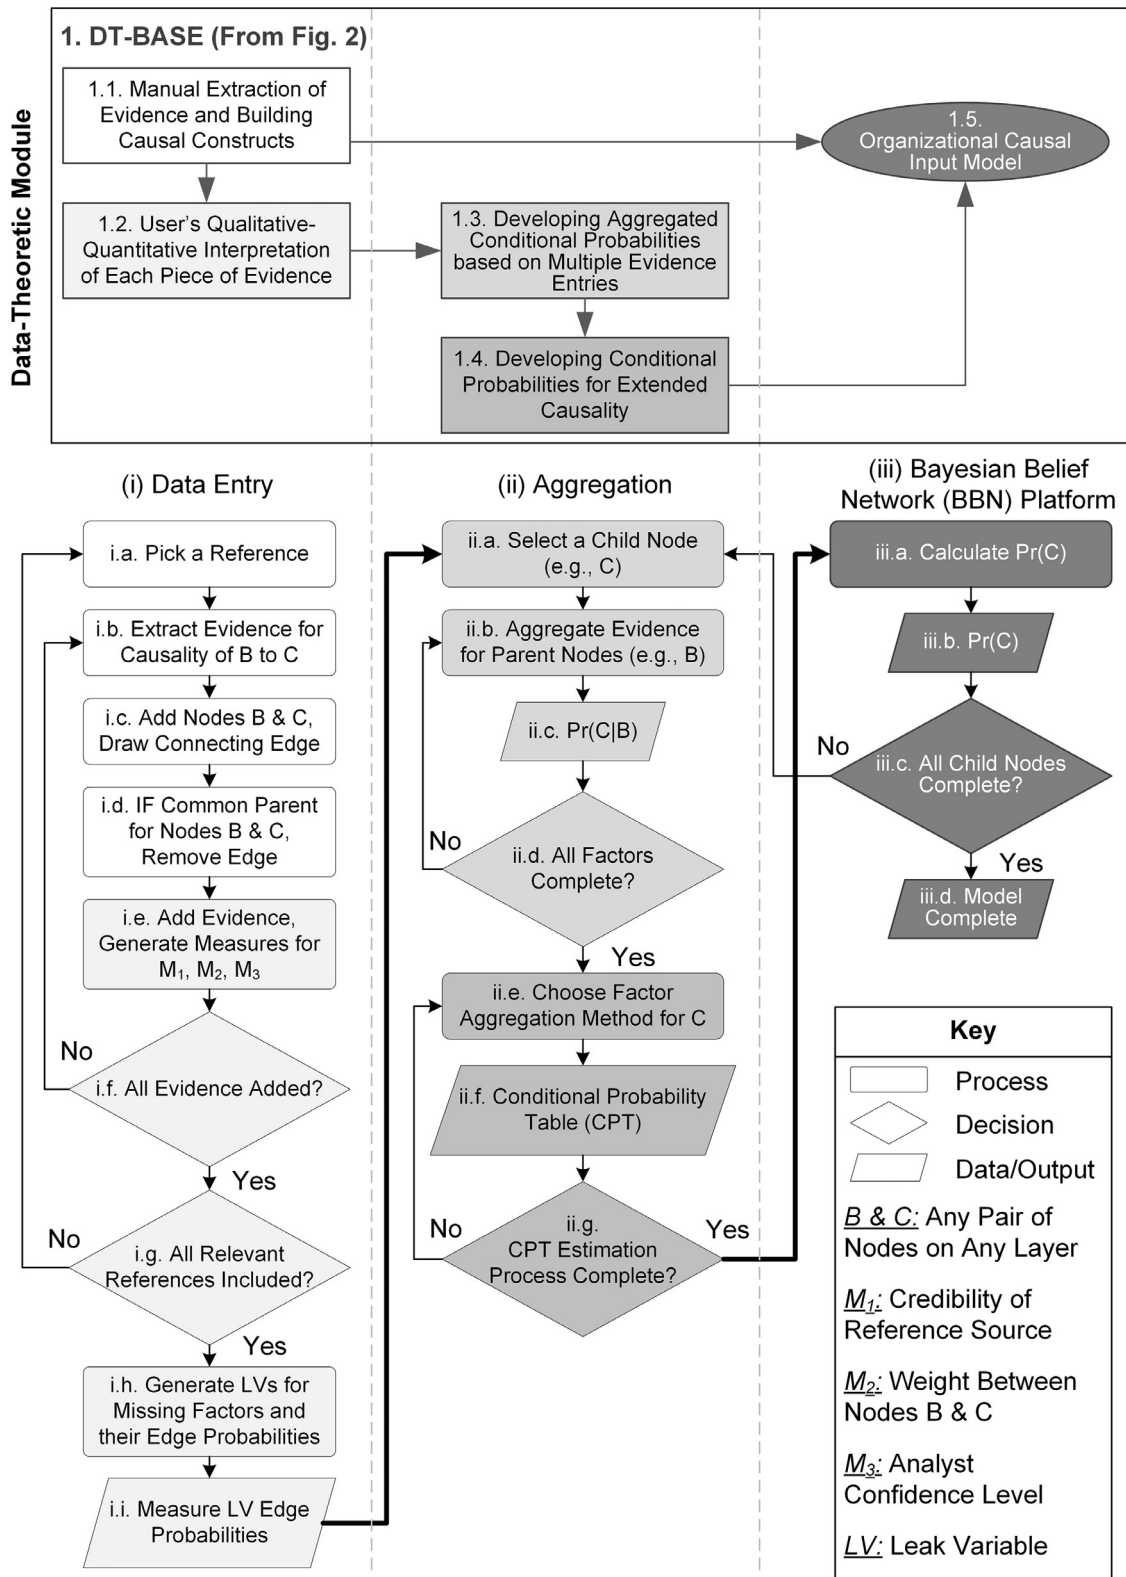 Data-Theoretic Module
1. DT-BASE (From Fig. 2)
1.1. Manual Extraction of
Evidence and Building
Causal Constructs
1.2. User's Qualitative-
Quantitative Interpretation
of Each Piece of Evidence
1.3. Developing Aggregated
Conditional Probabilities
based on Multiple Evidence
Entries
1.4. Developing Conditional
Probabilities for Extended
Causality
1.5.
Organizational Causal
Input Model
(i) Data Entry
i.a. Pick a Reference
i.b. Extract Evidence for
Causality of B to C
i.c. Add Nodes B & C,
Draw Connecting Edge
i.d. IF Common Parent
for Nodes B & C,
Remove Edge
i.e. Add Evidence,
Generate Measures for
M₁, M₂, M₃
No
i.f. All Evidence Added?
Yes
No
i.g. All Relevant
References Included?
Yes
i.h. Generate LVs for
Missing Factors and
their Edge Probabilities
i.i. Measure LV Edge
Probabilities
(ii) Aggregation
ii.a. Select a Child Node
(e.g., C)
ii.b. Aggregate Evidence
for Parent Nodes (e.g., B)
ii.c. Pr(C|B)
No
ii.d. All Factors
Complete?
Yes
ii.e. Choose Factor
Aggregation Method for C
ii.f. Conditional Probability
Table (CPT)
No
ii.g.
CPT Estimation
Process Complete?
Yes
(iii) Bayesian Belief
Network (BBN) Platform
iii.a. Calculate Pr(C)
iii.b. Pr(C)
No
iii.c. All Child Nodes
Complete?
Yes
iii.d. Model
Complete
Key
Process
Decision
Data/Output
B & C: Any Pair of
Nodes on Any Layer
M₁: Credibility of
Reference Source
M₂: Weight Between
Nodes B & C
M₃: Analyst
Confidence Level
LV: Leak Variable